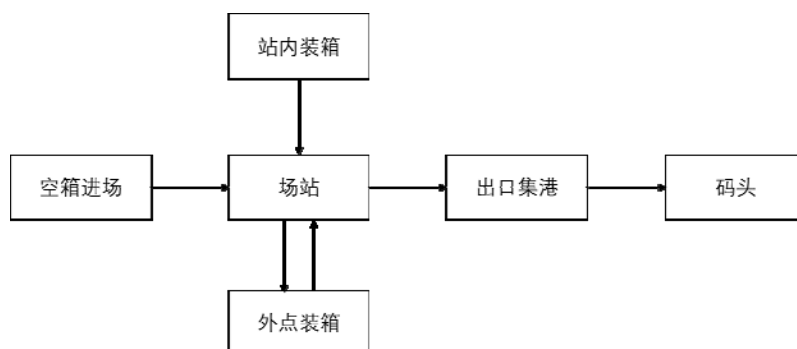 站内装箱
空箱进场
场站
出口集港
码头
外点装箱